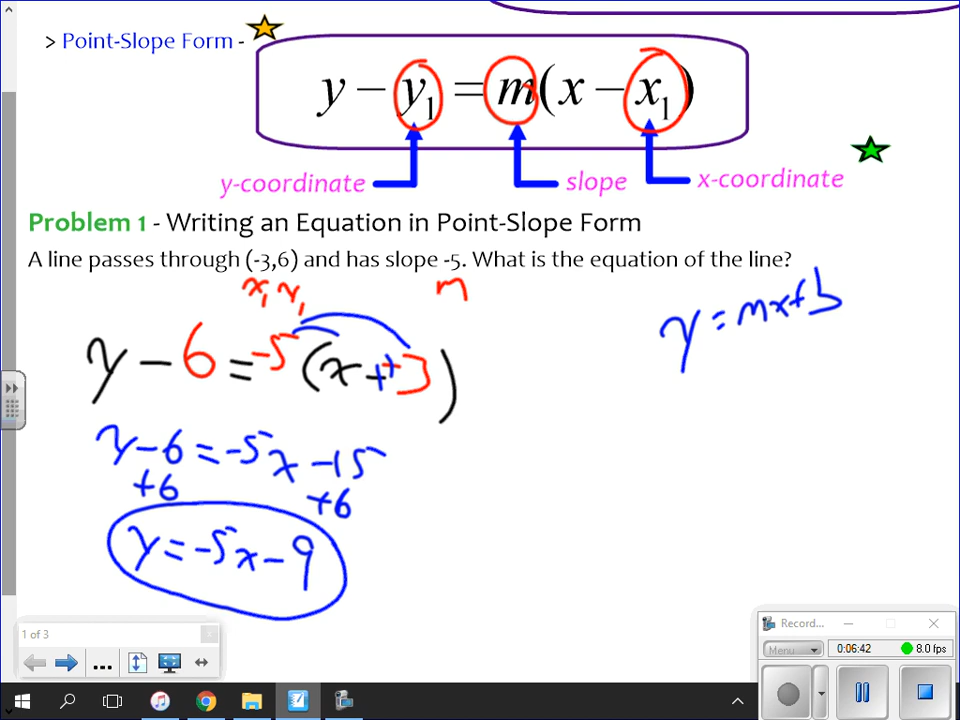 > Point-Slope Form -
y − y₁ = m(x − x₁)
y-coordinate slope x-coordinate
Problem 1 - Writing an Equation in Point-Slope Form
A line passes through (-3,6) and has slope -5. What is the equation of the line?
x₁ y₁ m
y = mx + b
y - 6 = -5 (x + + 3)
y - 6 = -5x - 15
+6 +6
y = -5x - 9
1 of 3
...
Record...
Menu 0:06:42 8.0 fps